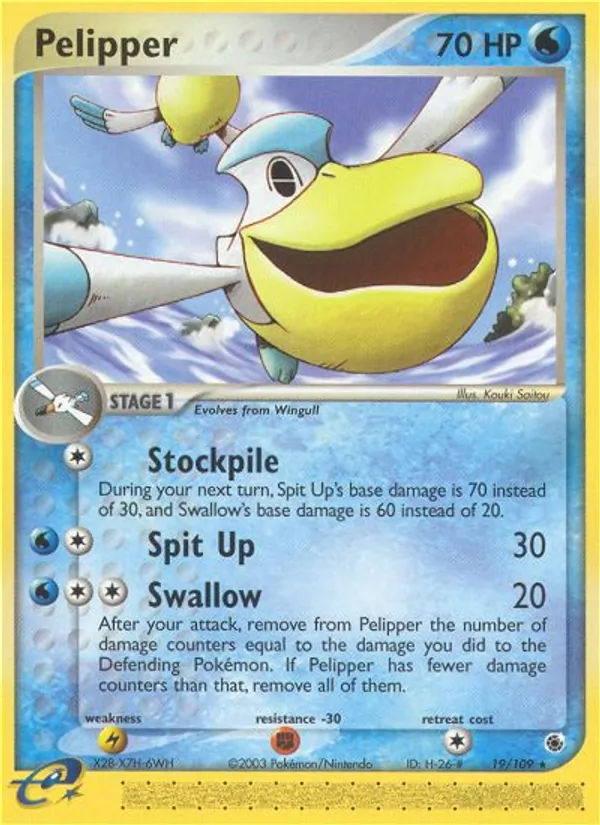 Pelipper 70 HP
Illus. Kouki Saitou
STAGE 1
Evolves from Wingull
Stockpile
During your next turn, Spit Up's base damage is 70 instead
of 30, and Swallow's base damage is 60 instead of 20.
Spit Up 30
Swallow 20
After your attack, remove from Pelipper the number of
damage counters equal to the damage you did to the
Defending Pokémon. If Pelipper has fewer damage
counters than that, remove all of them.
weakness resistance -30 retreat cost
X28-X7H-6WH ©2003 Pokémon/Nintendo ID: H-26-# 19/109 ★
e